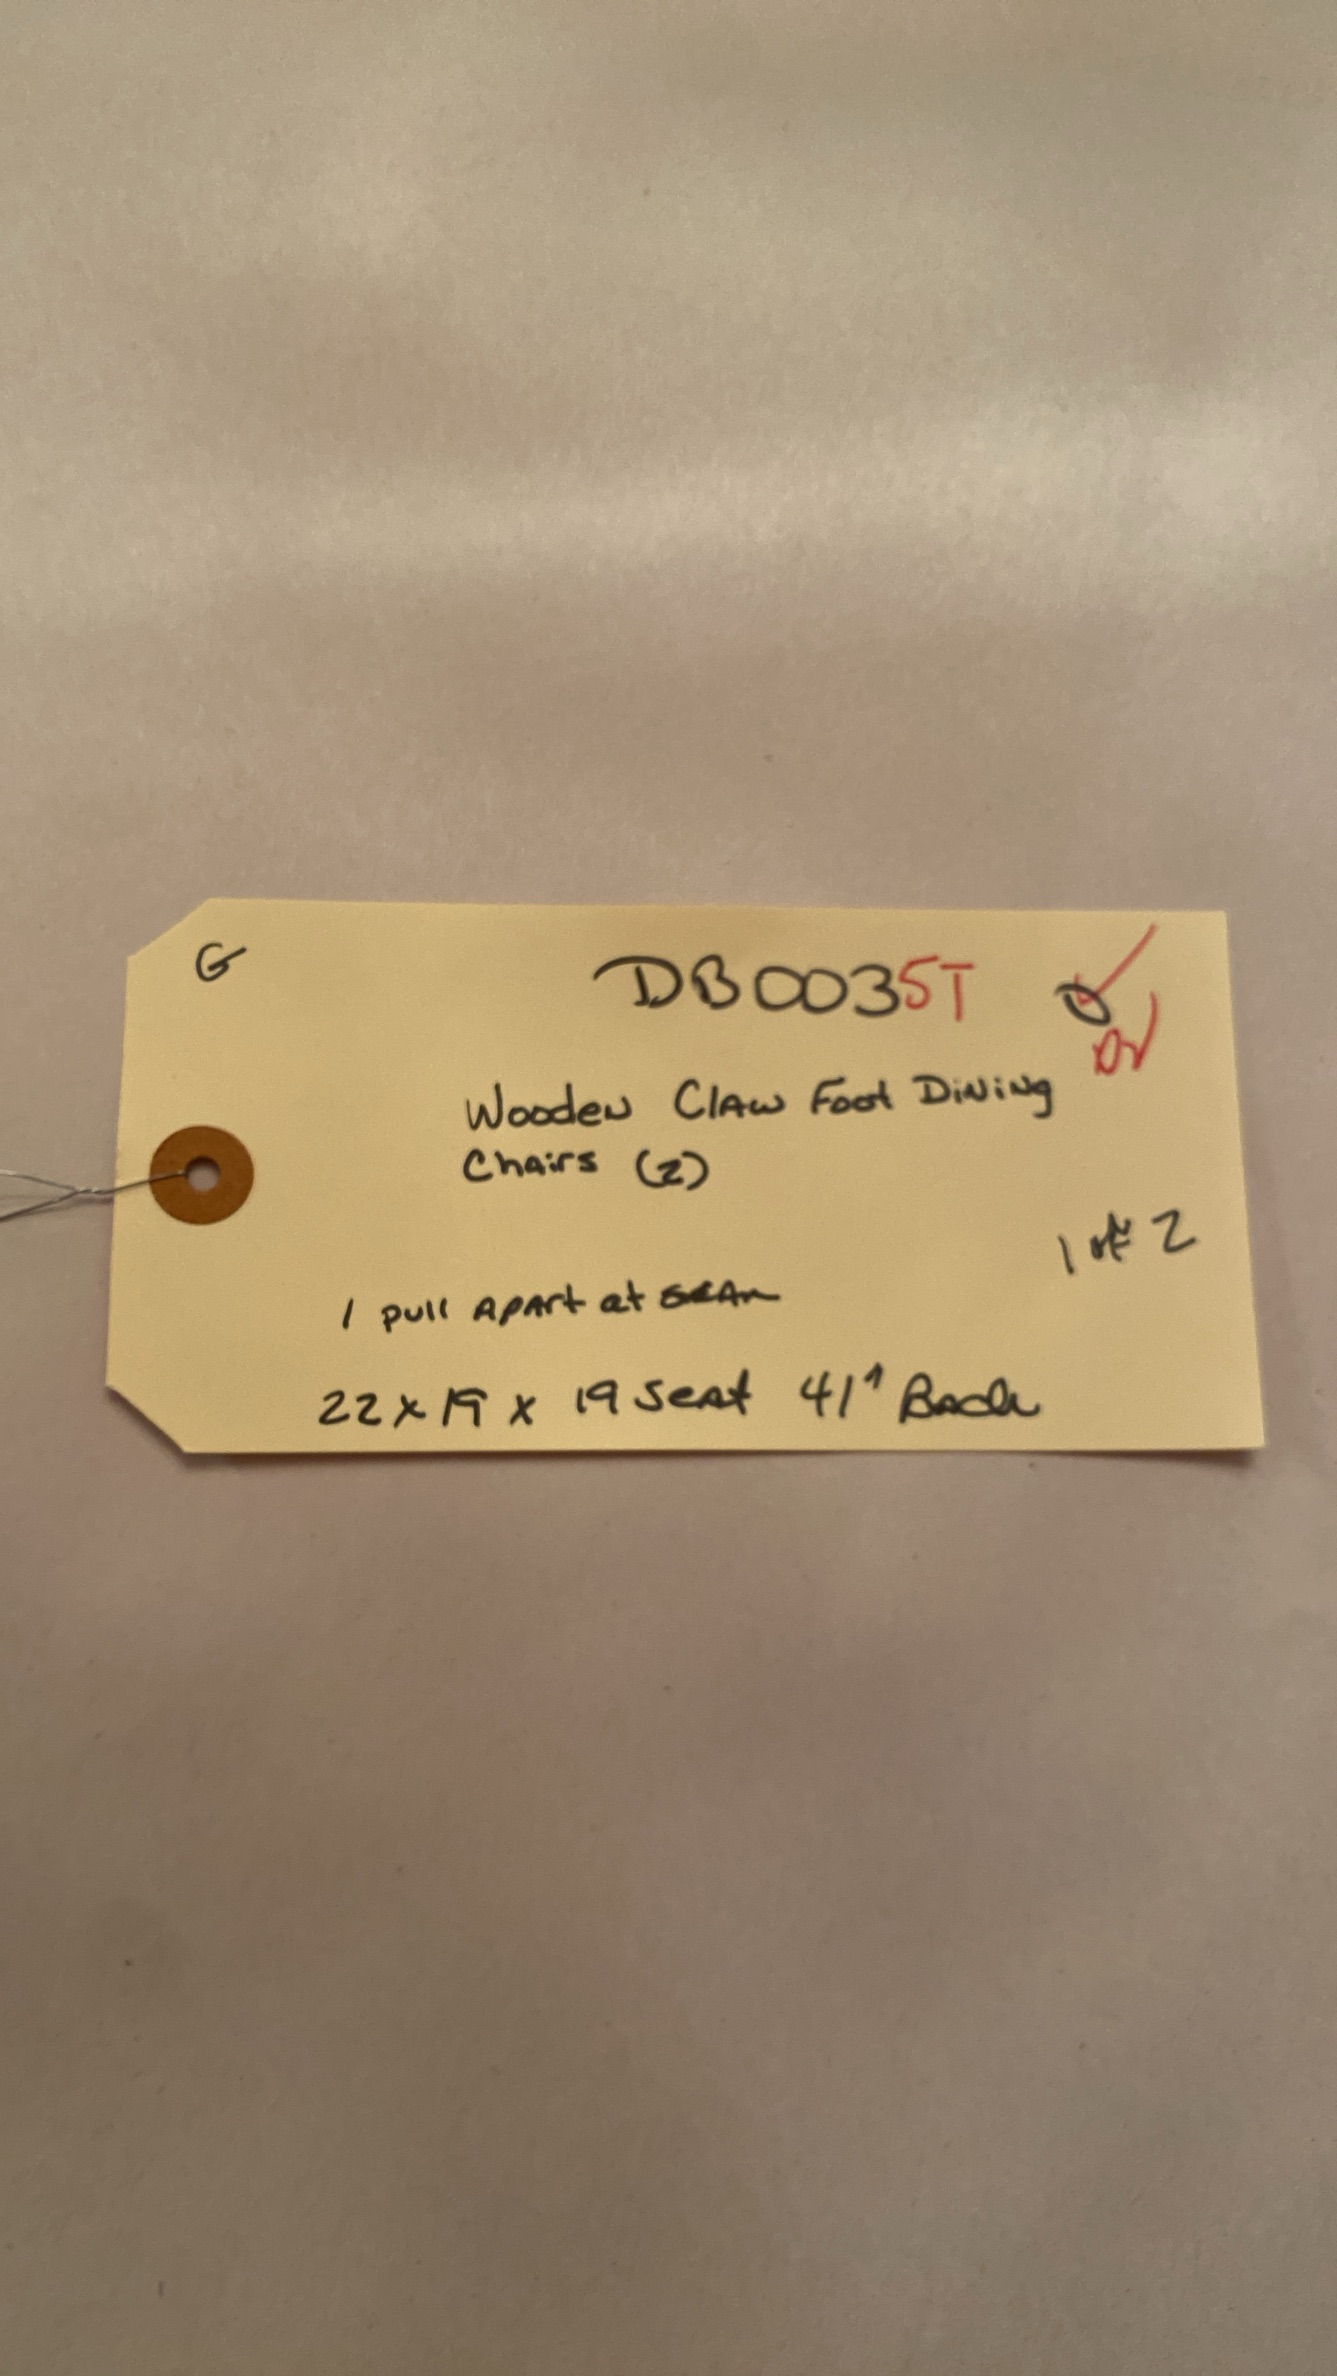 G
DB0035T
Wooden Claw Foot Dining
Chairs (2)
1 of 2
1 pull apart at seam
22 x 19 x 19 seat 41" Back